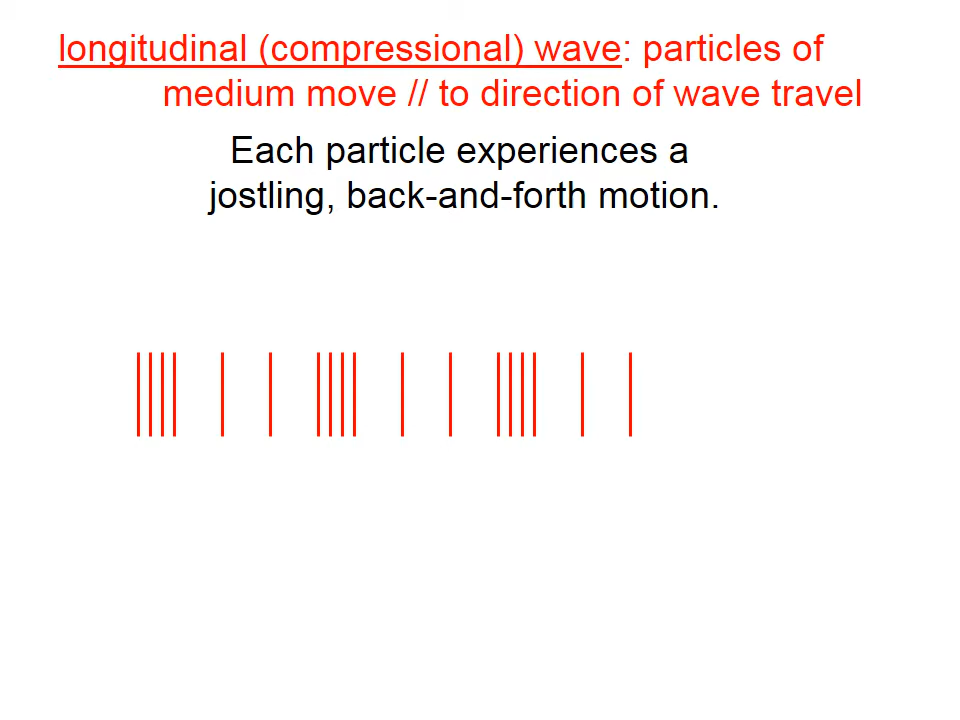 longitudinal (compressional) wave: particles of
medium move // to direction of wave travel
Each particle experiences a
jostling, back-and-forth motion.